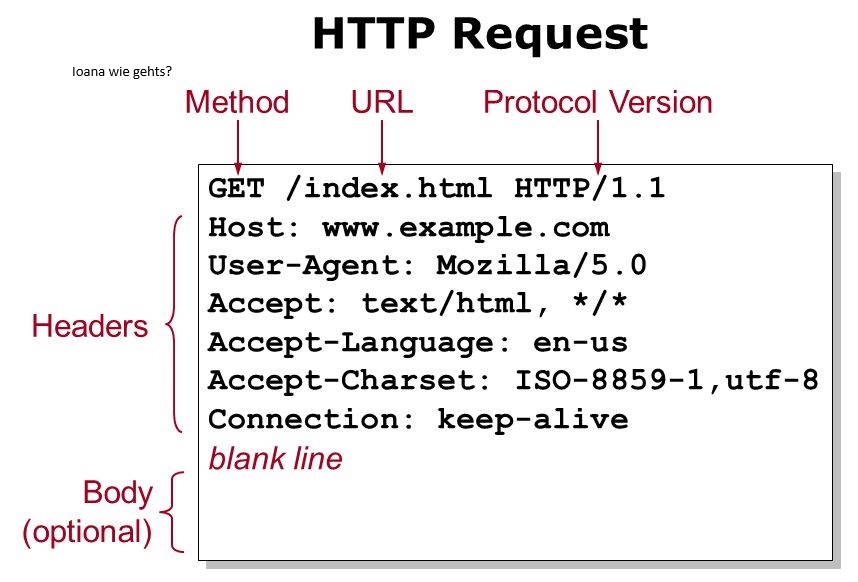 HTTP Request
Ioana wie gehts?
Method URL Protocol Version
GET /index.html HTTP/1.1
Host: www.example.com
User-Agent: Mozilla/5.0
Accept: text/html, */*
Headers
Accept-Language: en-us
Accept-Charset: ISO-8859-1,utf-8
Connection: keep-alive
blank line
Body
(optional)